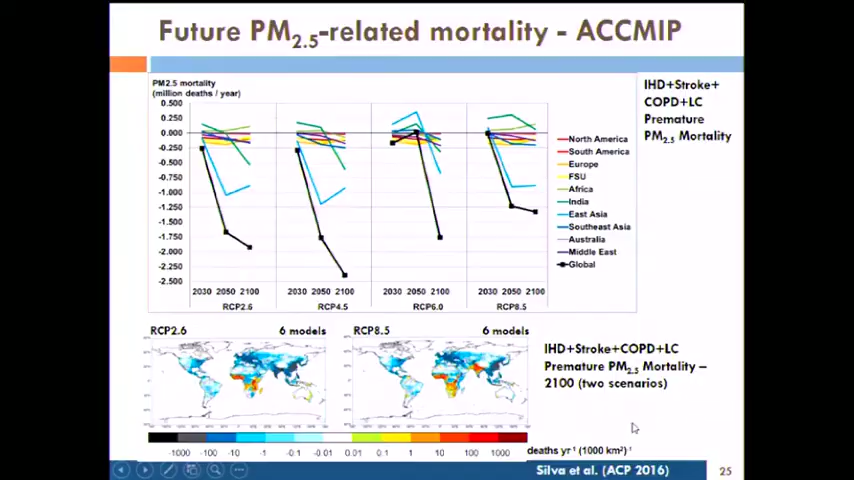 Future PM2.5-related mortality - ACCMIP
PM2.5 mortality
(million deaths / year)
0.500
0.250
0.000
-0.250
-0.500
-0.750
-1.000
-1.250
-1.500
-1.750
-2.000
-2.250
-2.500
2030 2050 2100 2030 2050 2100 2030 2050 2100 2030 2050 2100
RCP2.6 RCP4.5 RCP6.0 RCP8.5
North America
South America
Europe
FSU
Africa
India
East Asia
Southeast Asia
Australia
Middle East
Global
IHD+Stroke+
COPD+LC
Premature
PM2.5 Mortality
RCP2.6 6 models
RCP8.5 6 models
IHD+Stroke+COPD+LC
Premature PM2.5 Mortality –
2100 (two scenarios)
-1000 -100 -10 -1 -0.1 -0.01 0.01 0.1 1 10 100 1000
deaths yr-1 (1000 km2)-1
Silva et al. (ACP 2016)
25